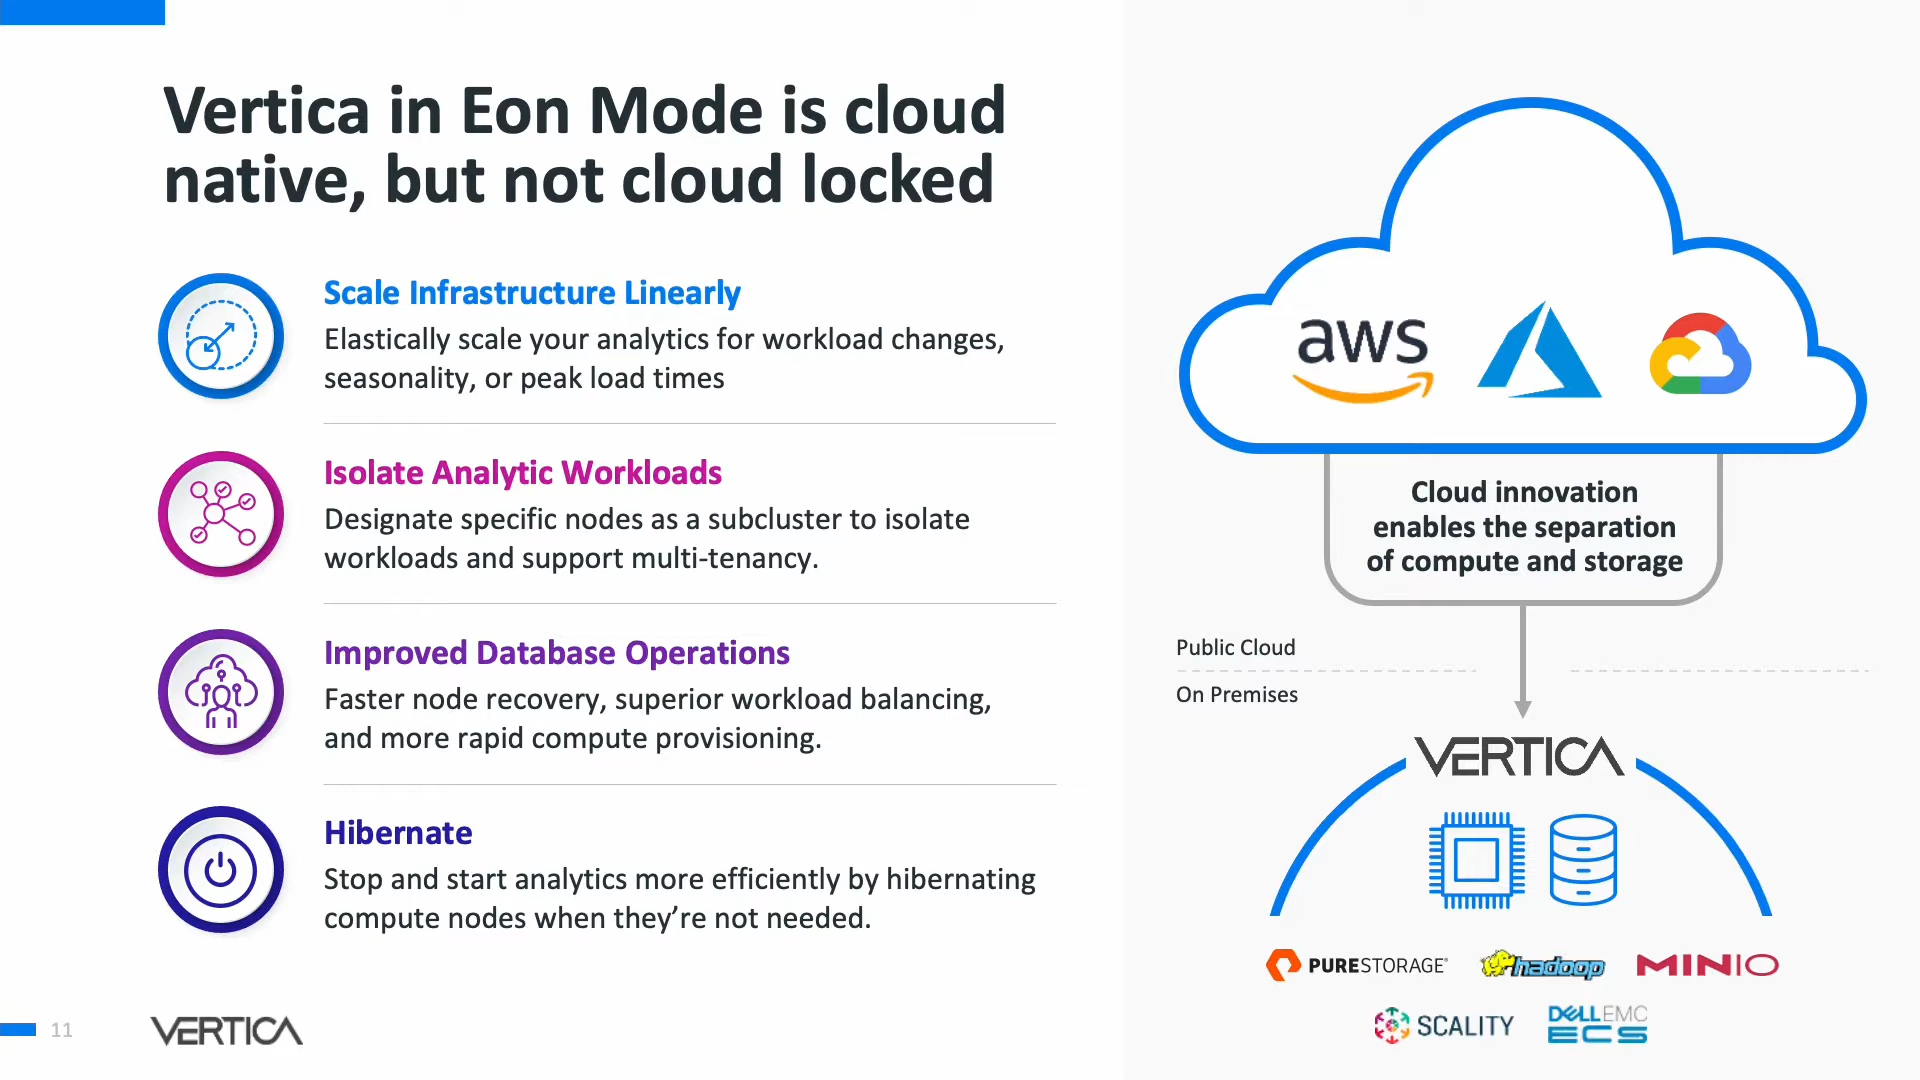 Vertica in Eon Mode is cloud
native, but not cloud locked
Scale Infrastructure Linearly
Elastically scale your analytics for workload changes,
seasonality, or peak load times
Isolate Analytic Workloads
Designate specific nodes as a subcluster to isolate
workloads and support multi-tenancy.
Improved Database Operations
Faster node recovery, superior workload balancing,
and more rapid compute provisioning.
Hibernate
Stop and start analytics more efficiently by hibernating
compute nodes when they’re not needed.
11
VERTICA
aws
Cloud innovation
enables the separation
of compute and storage
Public Cloud
On Premises
VERTICA
PURESTORAGE®
hadoop
MINIO
SCALITY
DELLEMC
ECS